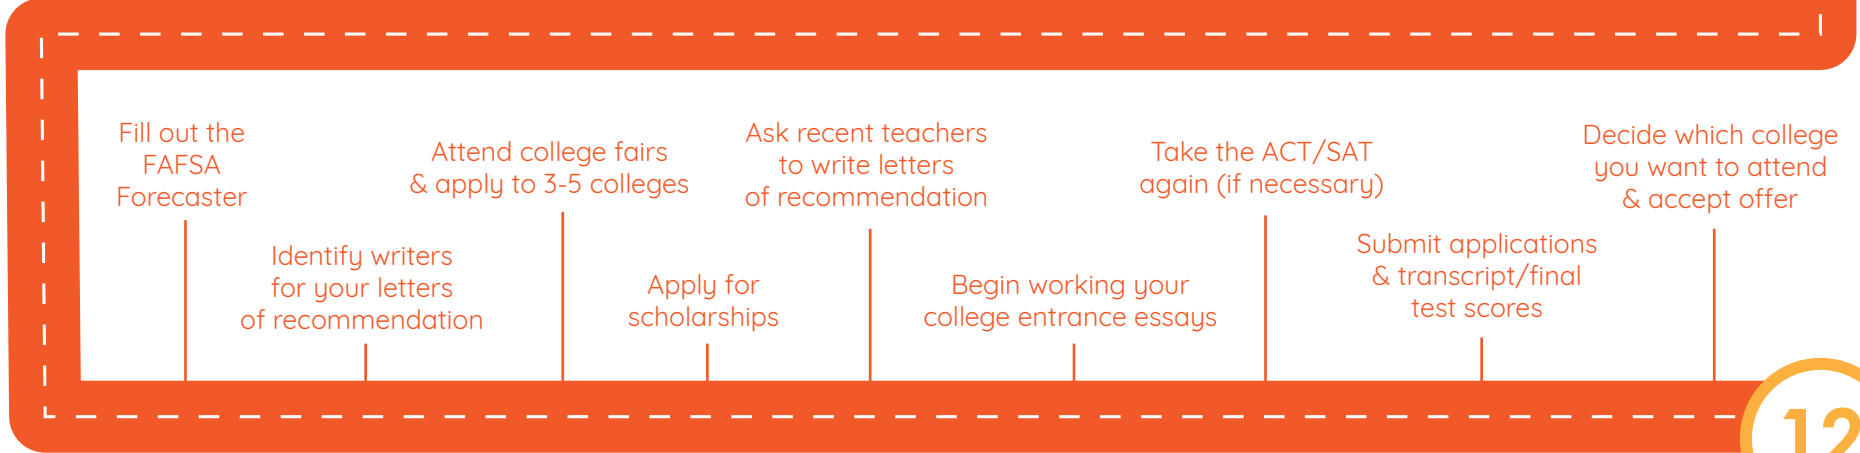 Fill out the
FAFSA
Forecaster
Identify writers
for your letters
of recommendation
Attend college fairs
& apply to 3-5 colleges
Apply for
scholarships
Ask recent teachers
to write letters
of recommendation
Begin working your
college entrance essays
Take the ACT/SAT
again (if necessary)
Submit applications
& transcript/final
test scores
Decide which college
you want to attend
& accept offer
12